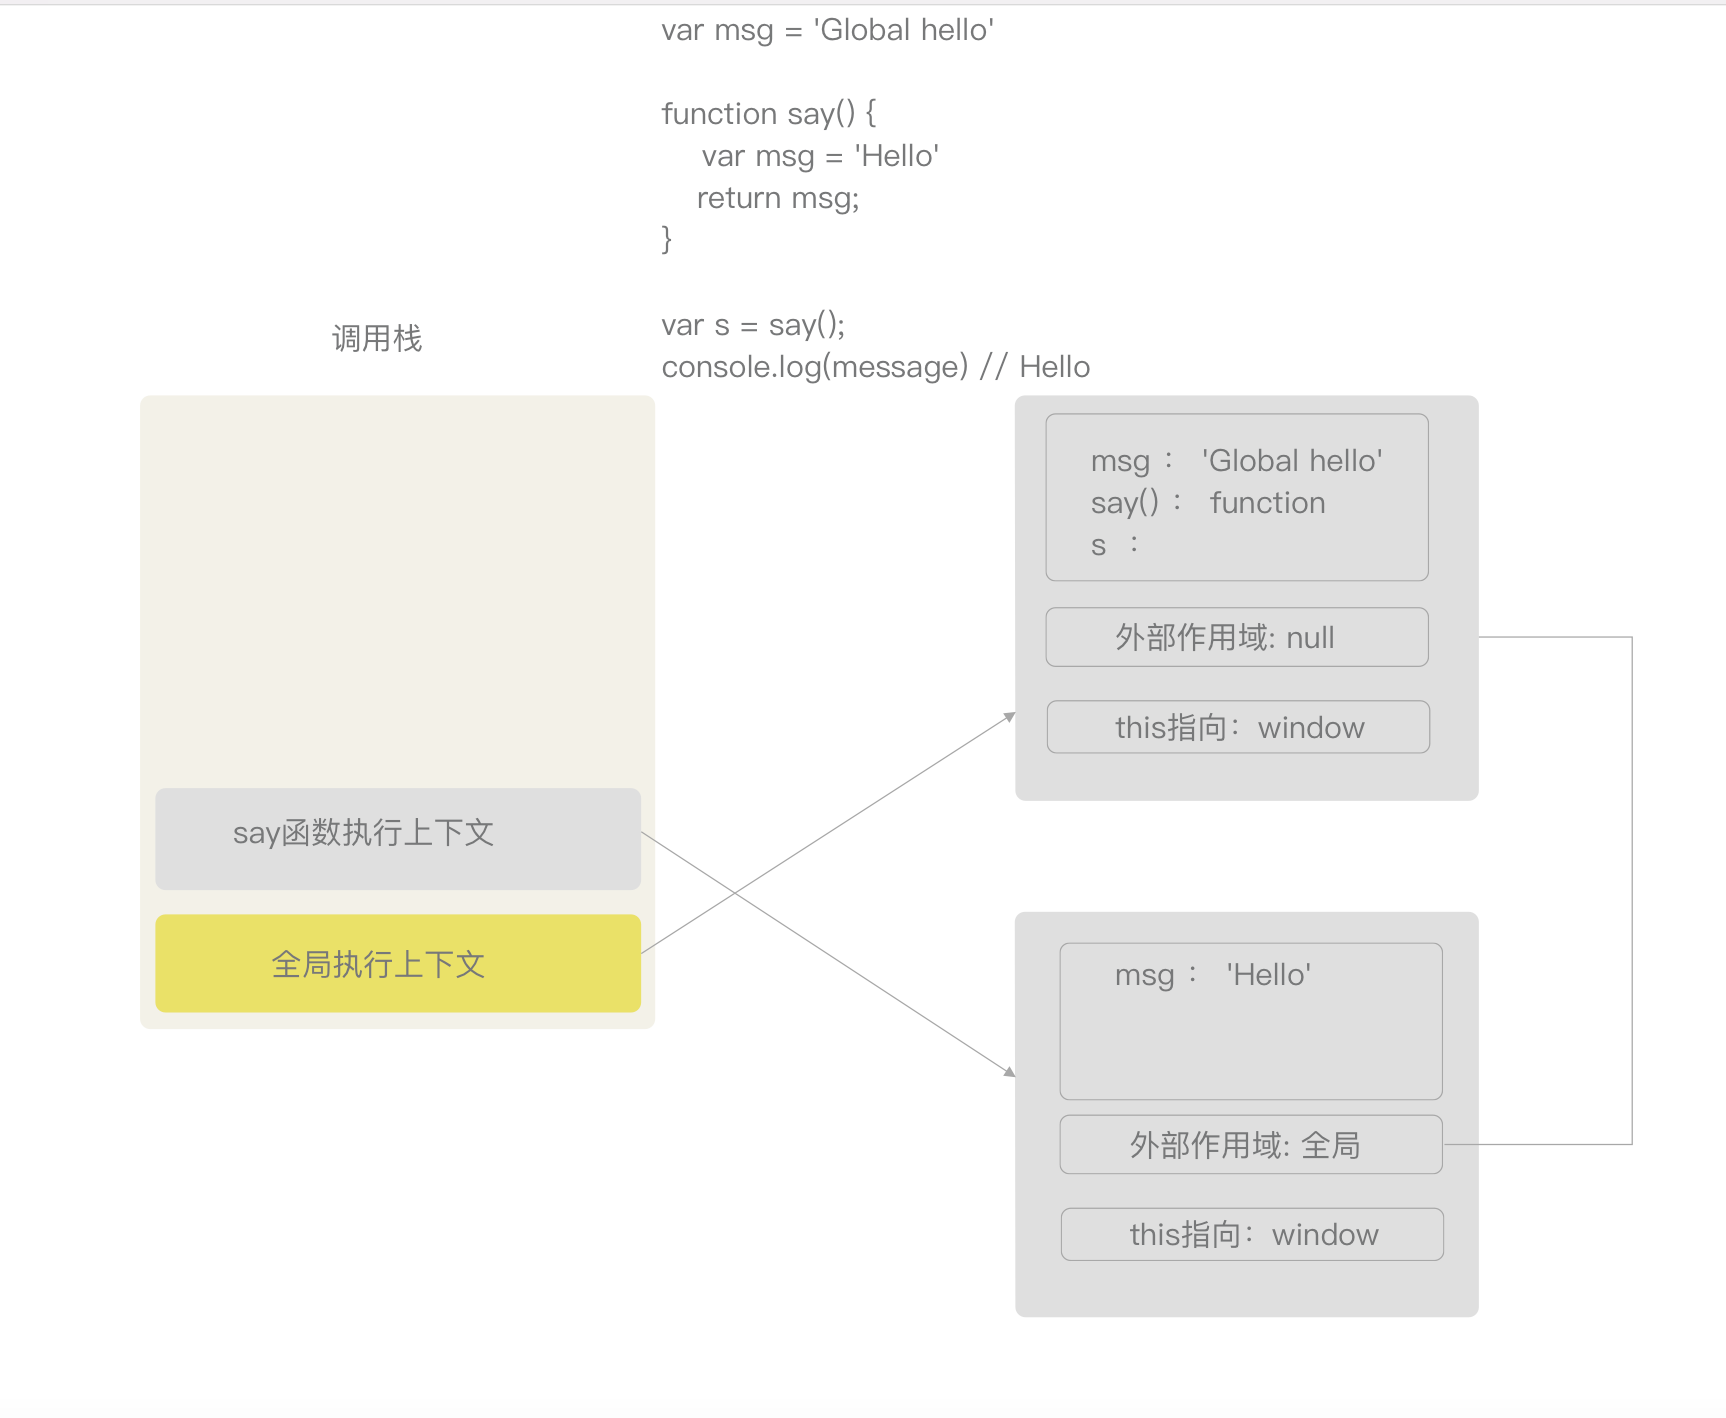 var msg = 'Global hello'
function say() {
var msg = 'Hello'
return msg;
}
var s = say();
console.log(message) // Hello
调用栈
say函数执行上下文
全局执行上下文
msg： 'Global hello'
say()： function
s ：
外部作用域: null
this指向：window
msg： 'Hello'
外部作用域: 全局
this指向：window